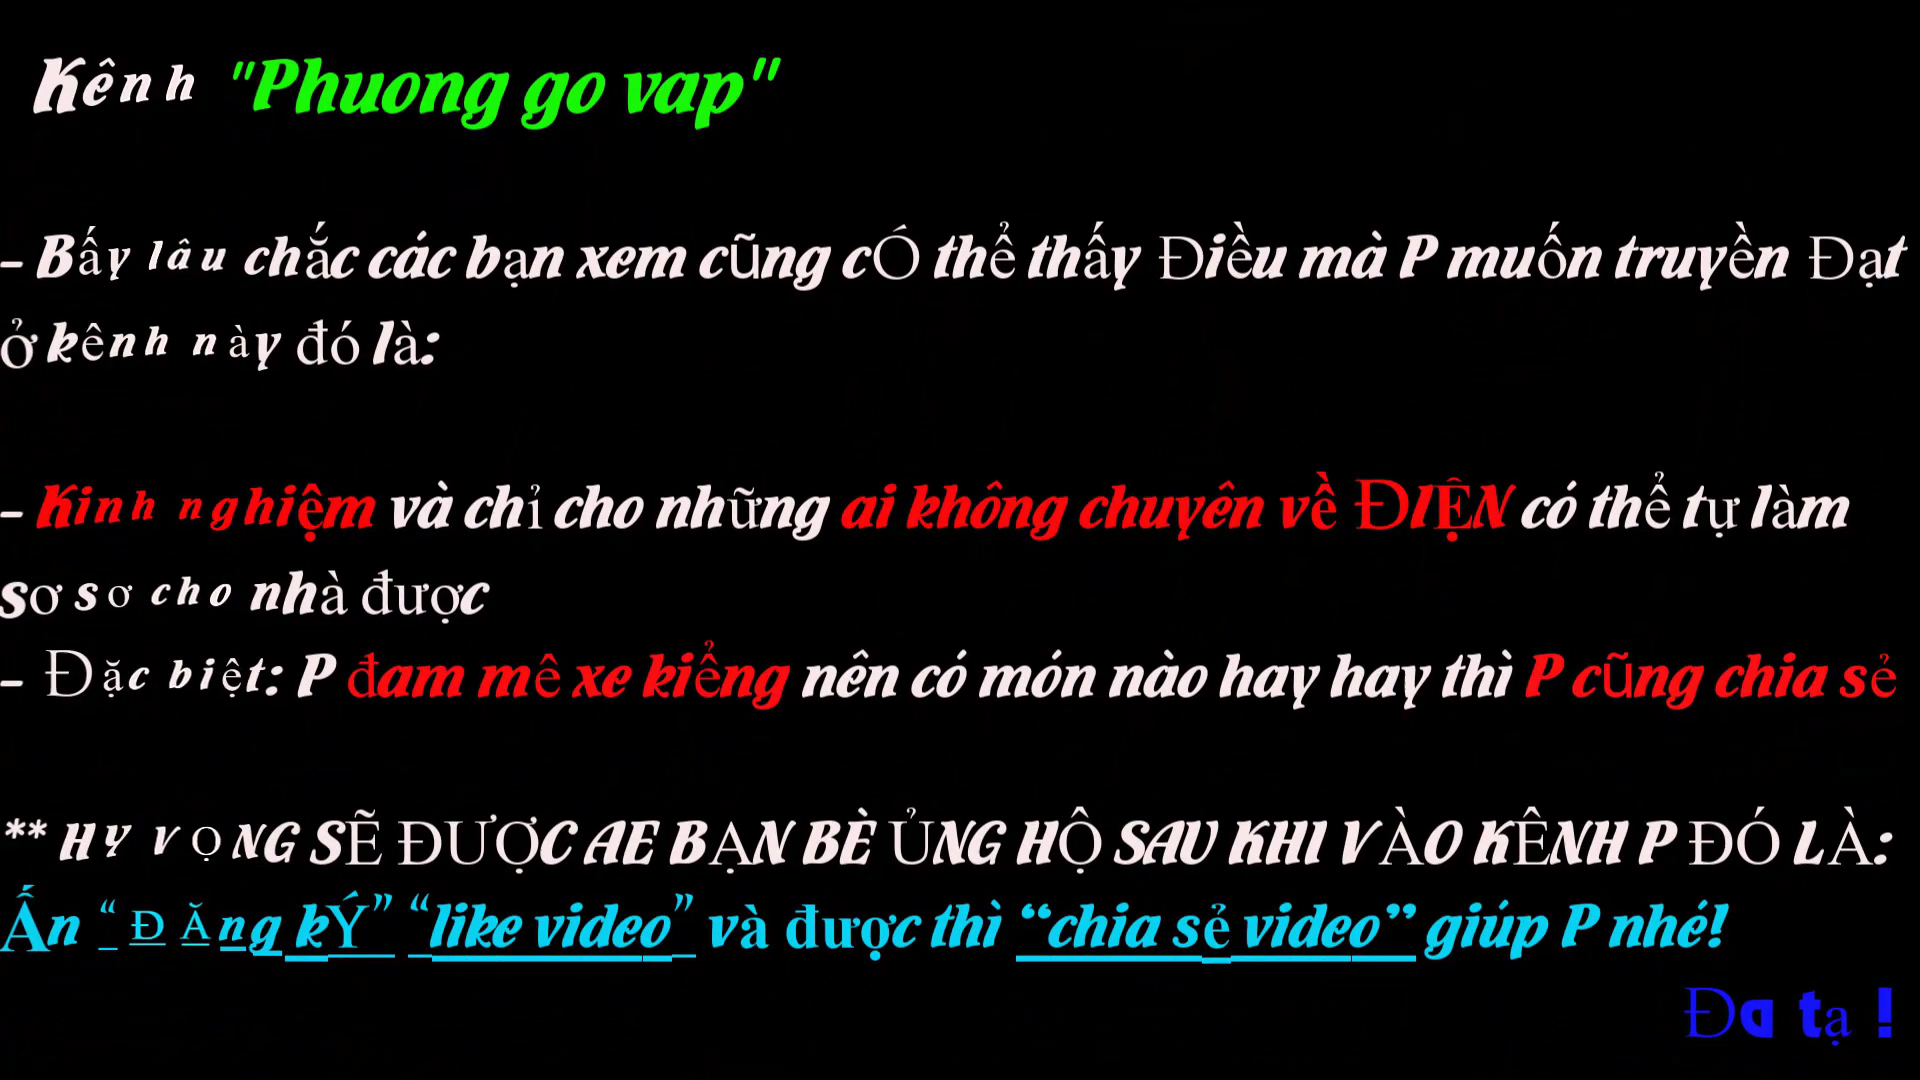 Kênh "Phuong go vap"
- Bấy lâu chắc các bạn xem cũng cÓ thể thấy Điều mà P muốn truyền Đạt
ở kênh này đó là:
- Kinh nghiệm và chỉ cho những ai không chuyên về ĐIỆN có thể tự làm
sơ sơ cho nhà được
- Đặc biệt: P đam mê xe kiểng nên có món nào hay hay thì P cũng chia sẻ
** HY VỌNG SẼ ĐƯỢC AE BẠN BÈ ỦNG HỘ SAU KHI VÀO KÊNH P ĐÓ LÀ:
Ấn “ĐĂng kÝ” “like video” và được thì “chia sẻ video” giúp P nhé!
Đa tạ !